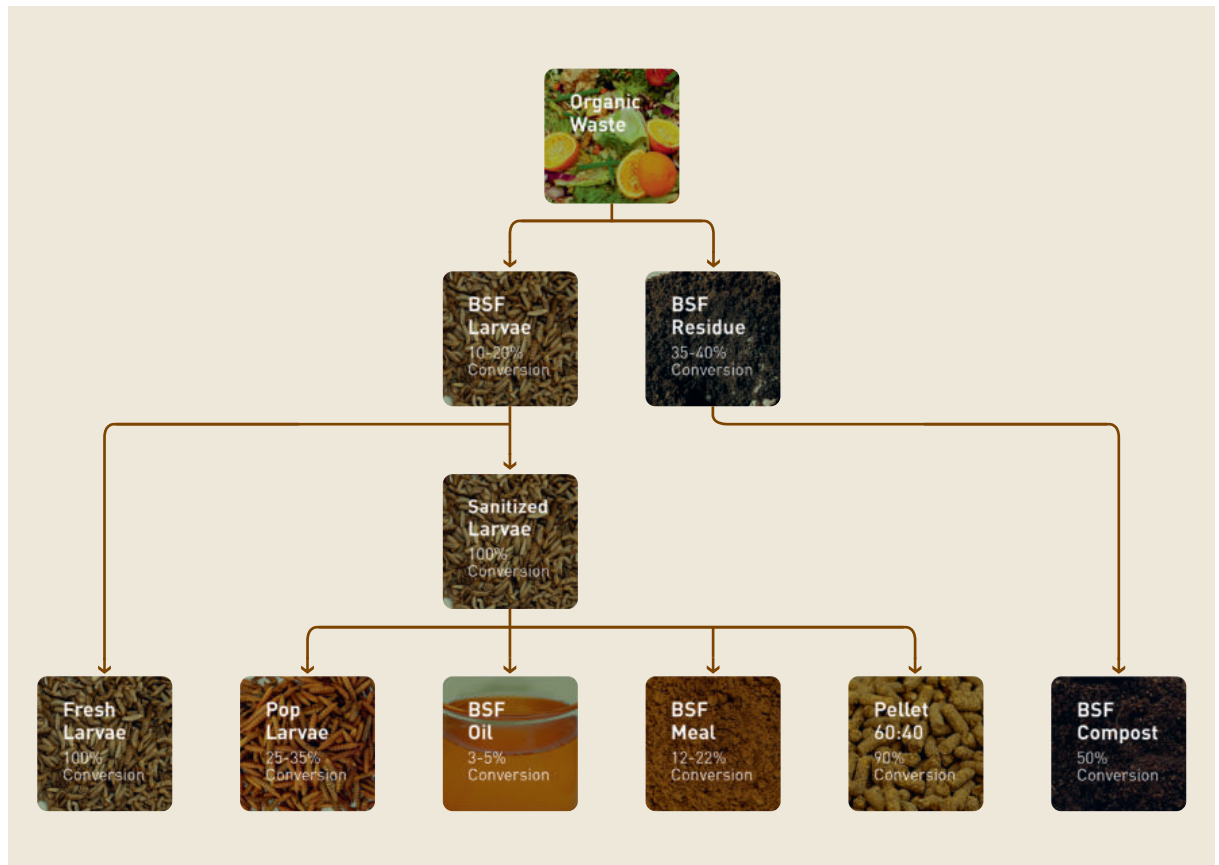 Organic
Waste
BSF
Larvae
10-20%
Conversion
BSF
Residue
35-40%
Conversion
Sanitized
Larvae
100%
Conversion
Fresh
Larvae
100%
Conversion
Pop
Larvae
25-35%
Conversion
BSF
Oil
3-5%
Conversion
BSF
Meal
12-22%
Conversion
Pellet
60:40
90%
Conversion
BSF
Compost
50%
Conversion